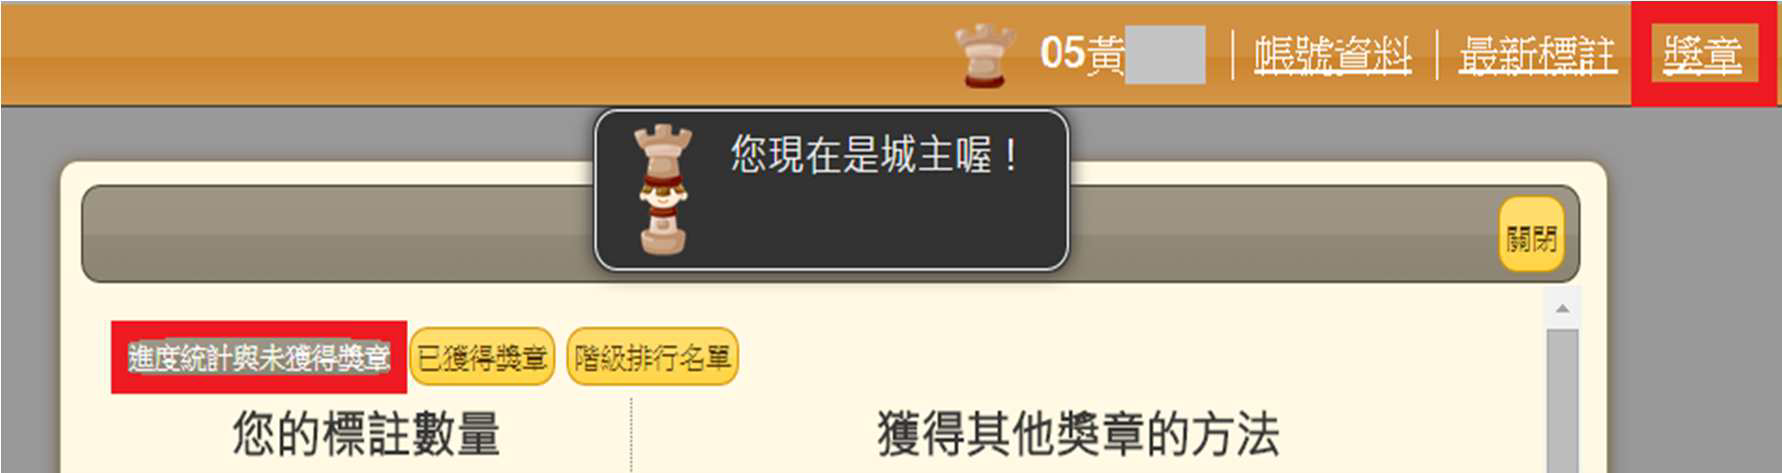 05黃 | 帳號資料 | 最新標註 獎章
您現在是城主喔！
關閉
進度統計與未獲得獎章 已獲得獎章 階級排行名單
您的標註數量 獲得其他獎章的方法